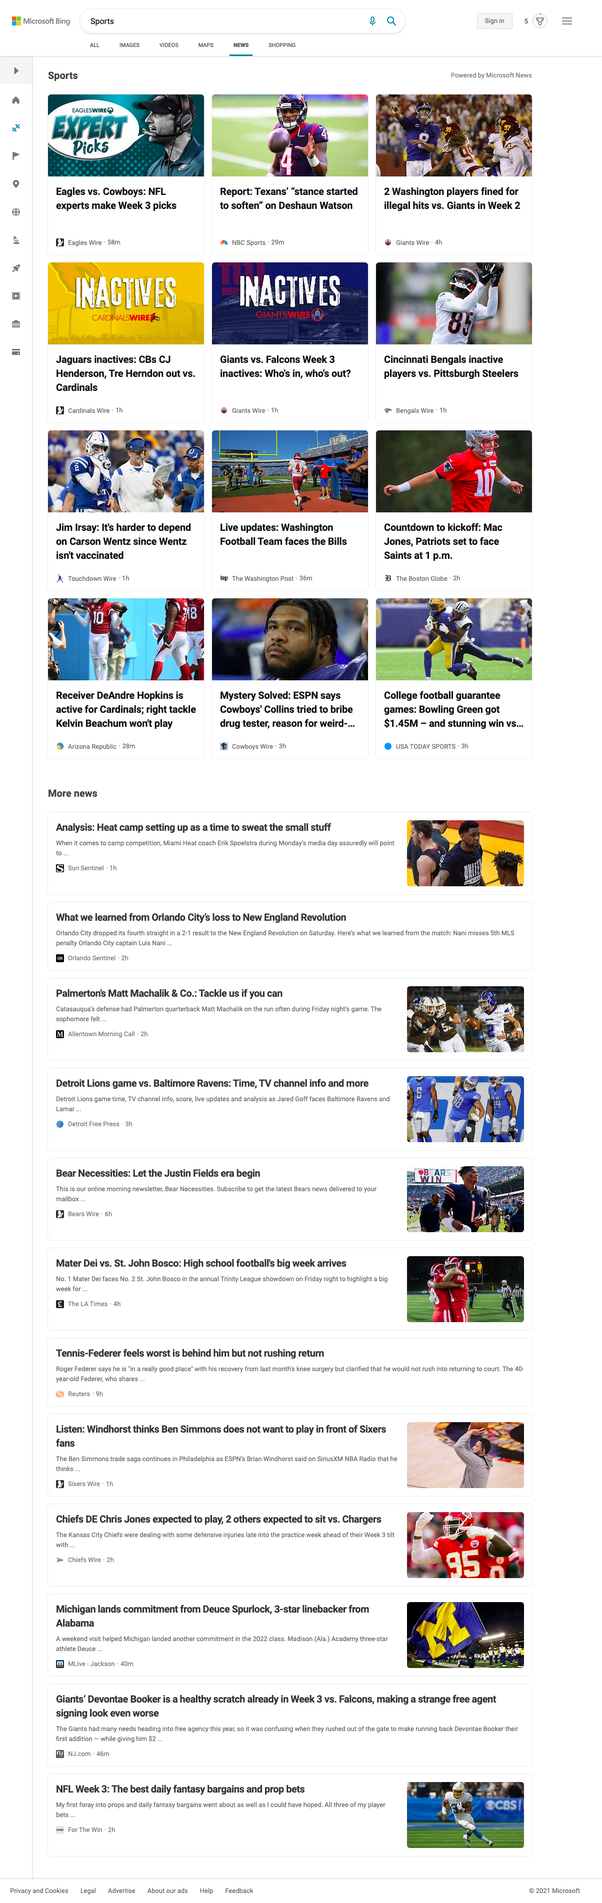 Microsoft Bing
Sports
Sign in
5
ALL
IMAGES
VIDEOS
MAPS
NEWS
SHOPPING
Sports
Powered by Microsoft News
EAGLESWIRE
EXPERT
Picks
Eagles vs. Cowboys: NFL
experts make Week 3 picks
Eagles Wire · 58m
4
Report: Texans' "stance started
to soften" on Deshaun Watson
NBC Sports · 29m
8
2 Washington players fined for
illegal hits vs. Giants in Week 2
Giants Wire · 4h
INACTIVES
CARDINALSWIRE
Jaguars inactives: CBs CJ
Henderson, Tre Herndon out vs.
Cardinals
Cardinals Wire · 1h
INACTIVES
GIANTSWIRE
Giants vs. Falcons Week 3
inactives: Who's in, who's out?
Giants Wire · 1h
85
Cincinnati Bengals inactive
players vs. Pittsburgh Steelers
Bengals Wire · 1h
Jim Irsay: It's harder to depend
on Carson Wentz since Wentz
isn't vaccinated
Touchdown Wire · 1h
Live updates: Washington
Football Team faces the Bills
wp
The Washington Post · 36m
10
Countdown to kickoff: Mac
Jones, Patriots set to face
Saints at 1 p.m.
The Boston Globe · 2h
10
18
Receiver DeAndre Hopkins is
active for Cardinals; right tackle
Kelvin Beachum won't play
Arizona Republic · 28m
Mystery Solved: ESPN says
Cowboys' Collins tried to bribe
drug tester, reason for weird-...
Cowboys Wire · 3h
College football guarantee
games: Bowling Green got
$1.45M – and stunning win vs...
USA TODAY SPORTS · 3h
More news
Analysis: Heat camp setting up as a time to sweat the small stuff
When it comes to camp competition, Miami Heat coach Erik Spoelstra during Monday's media day assuredly will point
to ...
Sun Sentinel · 1h
What we learned from Orlando City's loss to New England Revolution
Orlando City dropped its fourth straight in a 2-1 result to the New England Revolution on Saturday. Here's what we learned from the match: Nani misses 5th MLS
penalty Orlando City captain Luis Nani ...
Orlando Sentinel · 2h
Palmerton's Matt Machalik & Co.: Tackle us if you can
Catasauqua's defense had Palmerton quarterback Matt Machalik on the run often during Friday night's game. The
sophomore felt ...
Allentown Morning Call · 2h
Detroit Lions game vs. Baltimore Ravens: Time, TV channel info and more
Detroit Lions game time, TV channel info, score, live updates and analysis as Jared Goff faces Baltimore Ravens and
Lamar ...
Detroit Free Press · 3h
Bear Necessities: Let the Justin Fields era begin
This is our online morning newsletter, Bear Necessities. Subscribe to get the latest Bears news delivered to your
mailbox ...
Bears Wire · 6h
BEARS
WIN
Mater Dei vs. St. John Bosco: High school football's big week arrives
No. 1 Mater Dei faces No. 2 St. John Bosco in the annual Trinity League showdown on Friday night to highlight a big
week for ...
The LA Times · 4h
Tennis-Federer feels worst is behind him but not rushing return
Roger Federer says he is "in a really good place" with his recovery from last month's knee surgery but clarified that he would not rush into returning to court. The 40-
year-old Federer, who shares ...
Reuters · 9h
Listen: Windhorst thinks Ben Simmons does not want to play in front of Sixers
fans
The Ben Simmons trade saga continues in Philadelphia as ESPN's Brian Windhorst said on SiriusXM NBA Radio that he
thinks ...
Sixers Wire · 1h
Chiefs DE Chris Jones expected to play, 2 others expected to sit vs. Chargers
The Kansas City Chiefs were dealing with some defensive injuries late into the practice week ahead of their Week 3 tilt
with ...
Chiefs Wire · 2h
95
Michigan lands commitment from Deuce Spurlock, 3-star linebacker from
Alabama
A weekend visit helped Michigan landed another commitment in the 2022 class. Madison (Ala.) Academy three-star
athlete Deuce ...
MLive - Jackson · 40m
Giants' Devontae Booker is a healthy scratch already in Week 3 vs. Falcons, making a strange free agent
signing look even worse
The Giants had many needs heading into free agency this year, so it was confusing when they rushed out of the gate to make running back Devontae Booker their
first addition — while giving him $2 ...
NJ.com · 46m
NFL Week 3: The best daily fantasy bargains and prop bets
My first foray into props and daily fantasy bargains went about as well as I could have hoped. All three of my player
bets ...
For The Win · 2h
CBS
Privacy and Cookies
Legal
Advertise
About our ads
Help
Feedback
© 2021 Microsoft